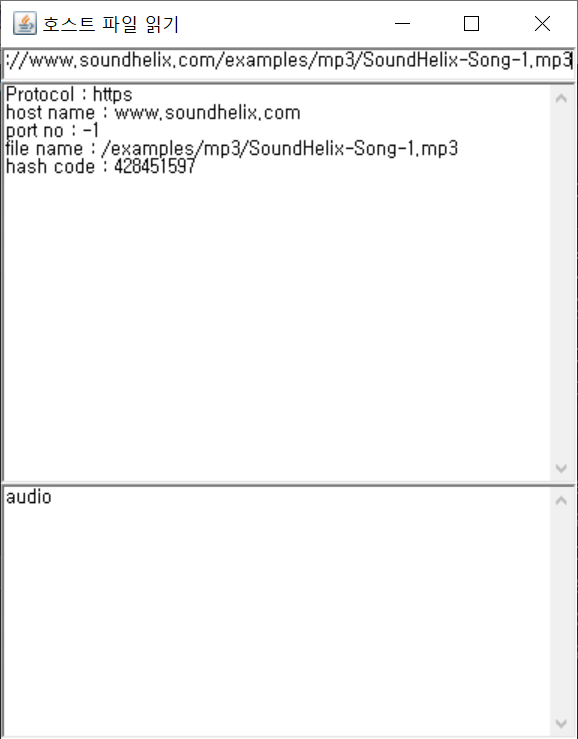 호스트 파일 읽기
://www.soundhelix.com/examples/mp3/SoundHelix-Song-1.mp3
Protocol : https
host name : www.soundhelix.com
port no : -1
file name : /examples/mp3/SoundHelix-Song-1.mp3
hash code : 428451597
audio